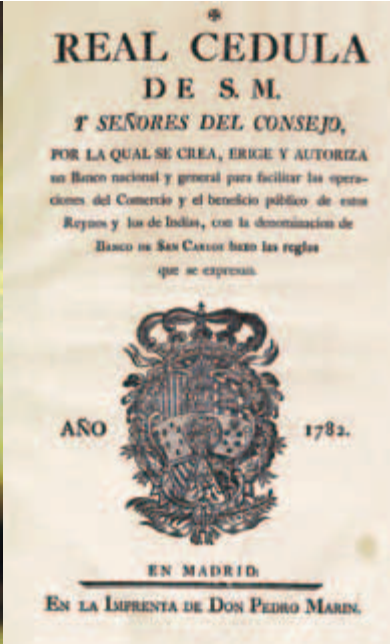 REAL CEDULA
DE S. M.
Y SEÑORES DEL CONSEJO,
POR LA QUAL SE CREA, ERIGE Y AUTORIZA
un Banco nacional y general para facilitar las opera-
ciones del Comercio y el beneficio público de estos
Reynos y los de Indias, con la denominacion de
BANCO DE SAN CARLOS baxo las reglas
que se expresan.
AÑO 1782.
EN MADRID:
EN LA IMPRENTA DE DON PEDRO MARIN.